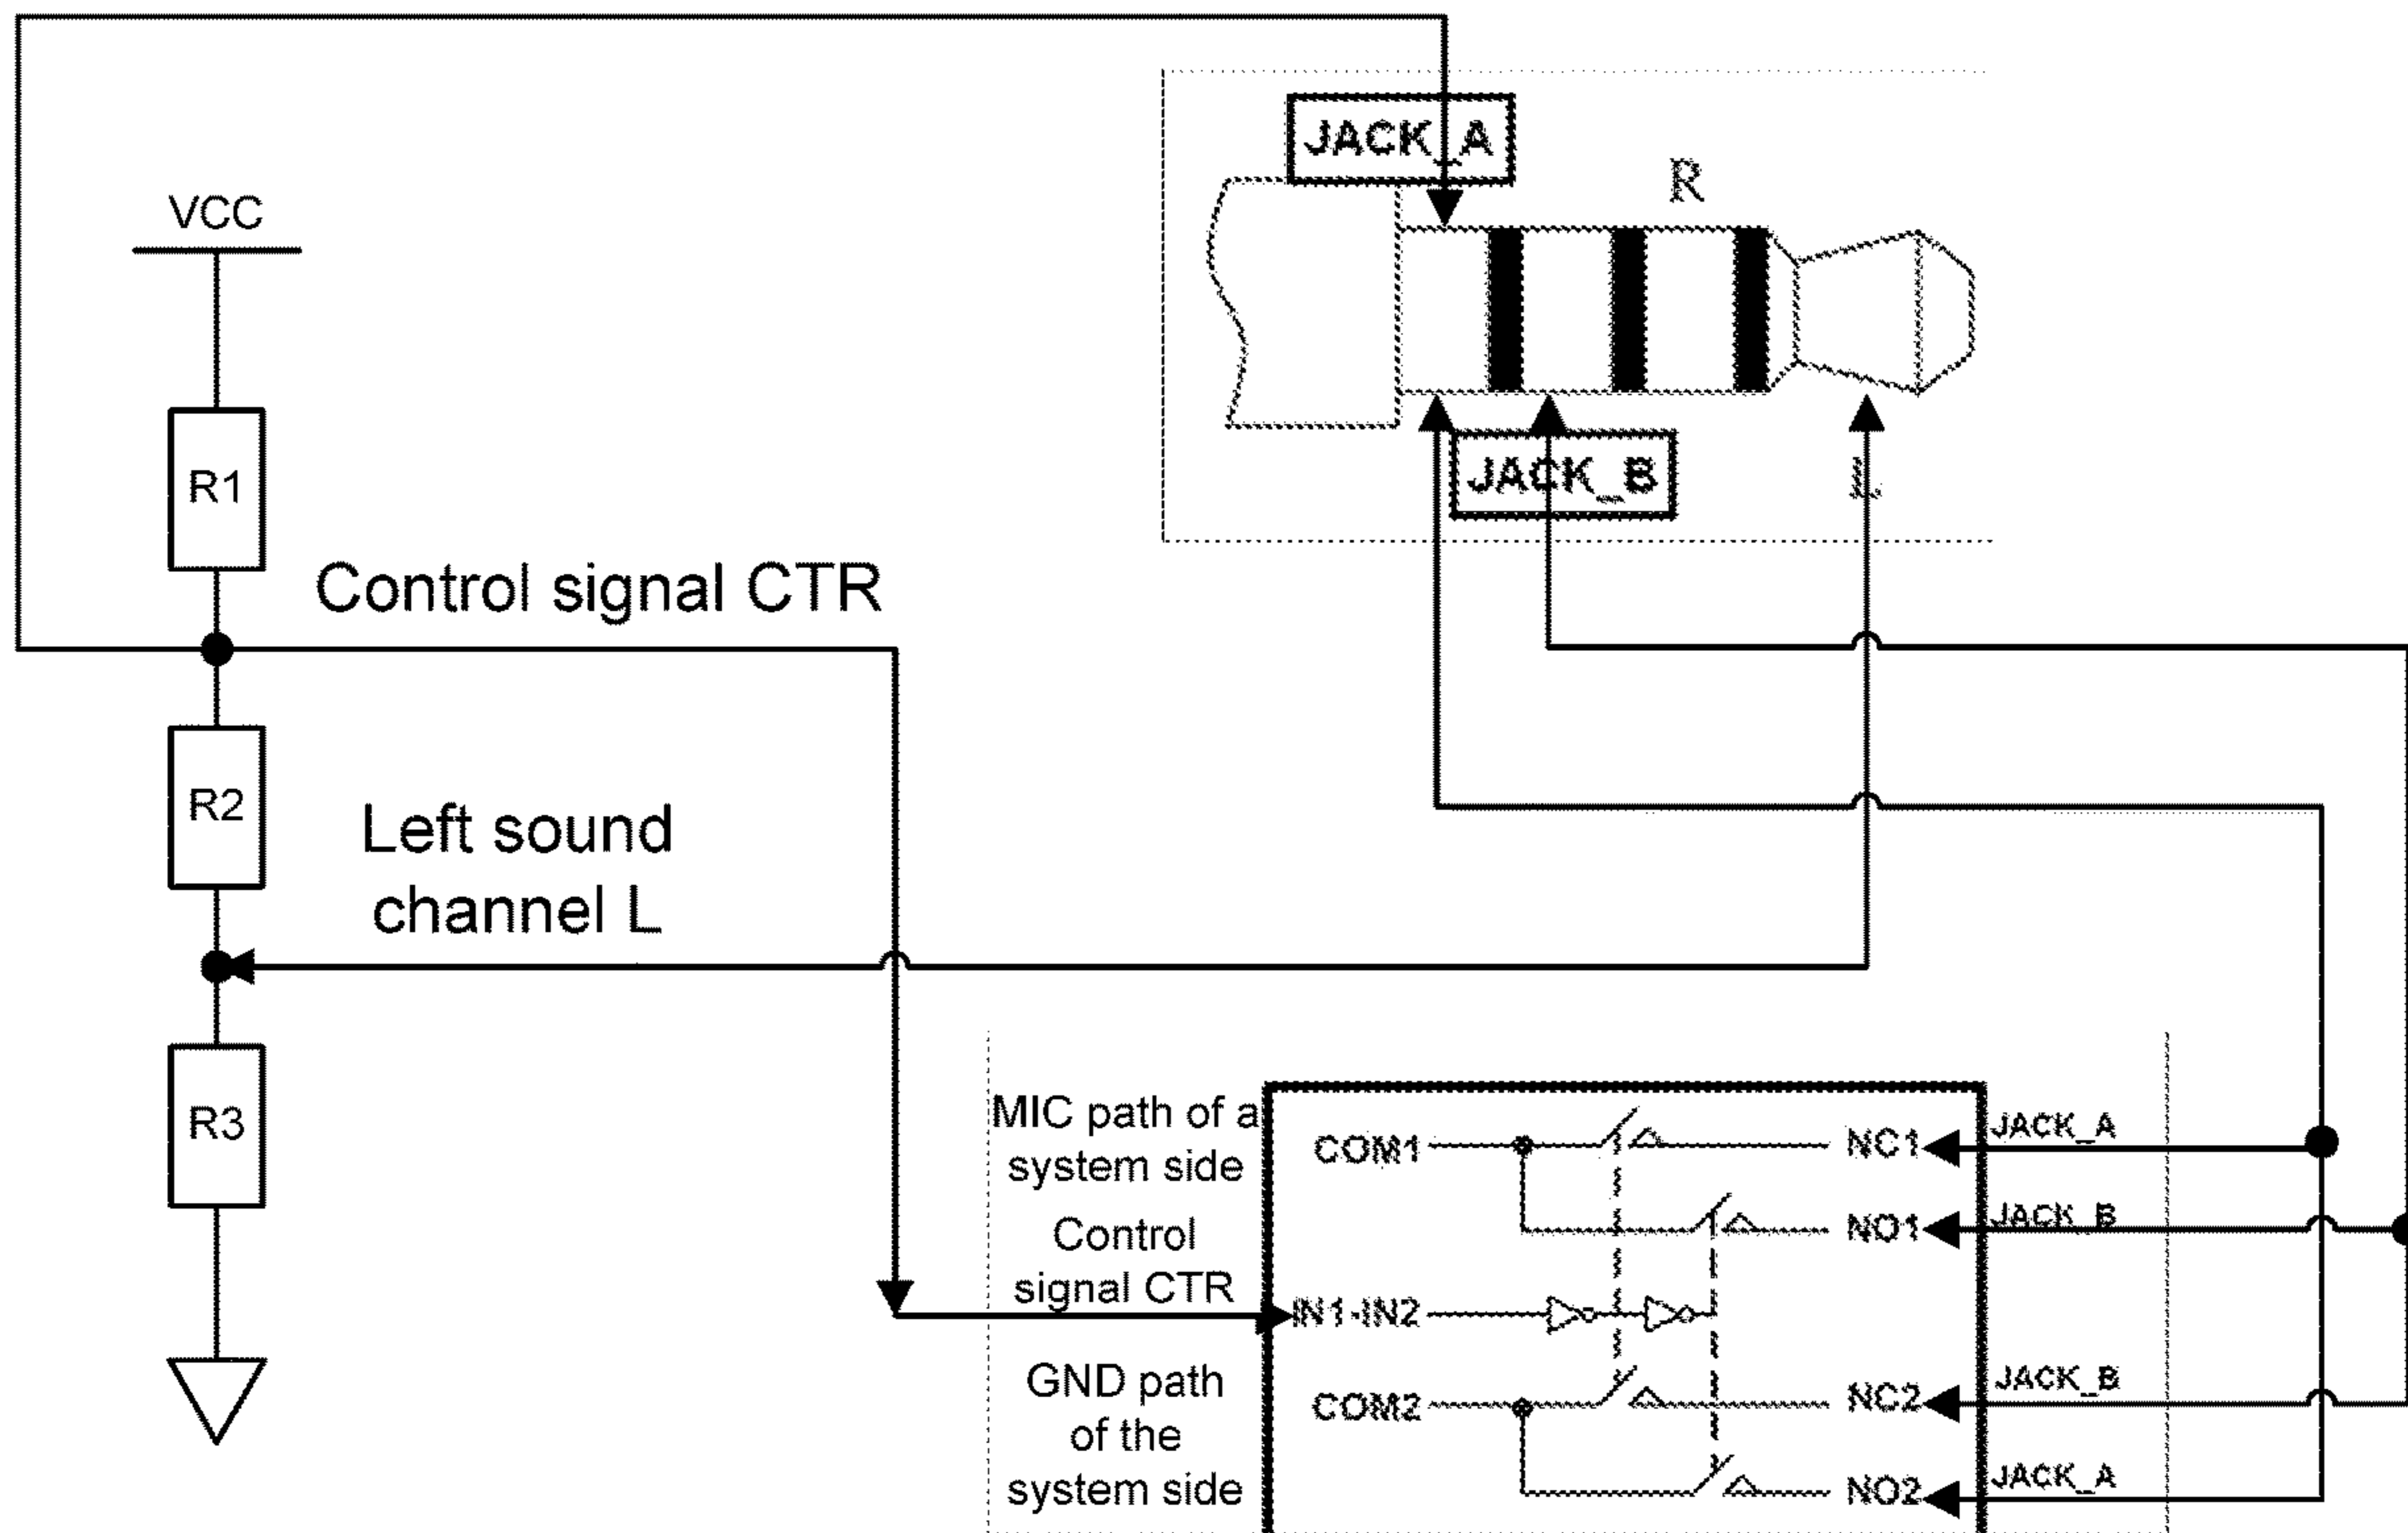 JACK_A
R
VCC
JACK_B
L
R1
Control signal CTR
R2
Left sound
channel L
R3
MIC path of a
system side
Control
signal CTR
GND path
of the
system side
COM1
NC1
JACK_A
NO1
JACK_B
IN1-IN2
COM2
NC2
JACK_B
NO2
JACK_A